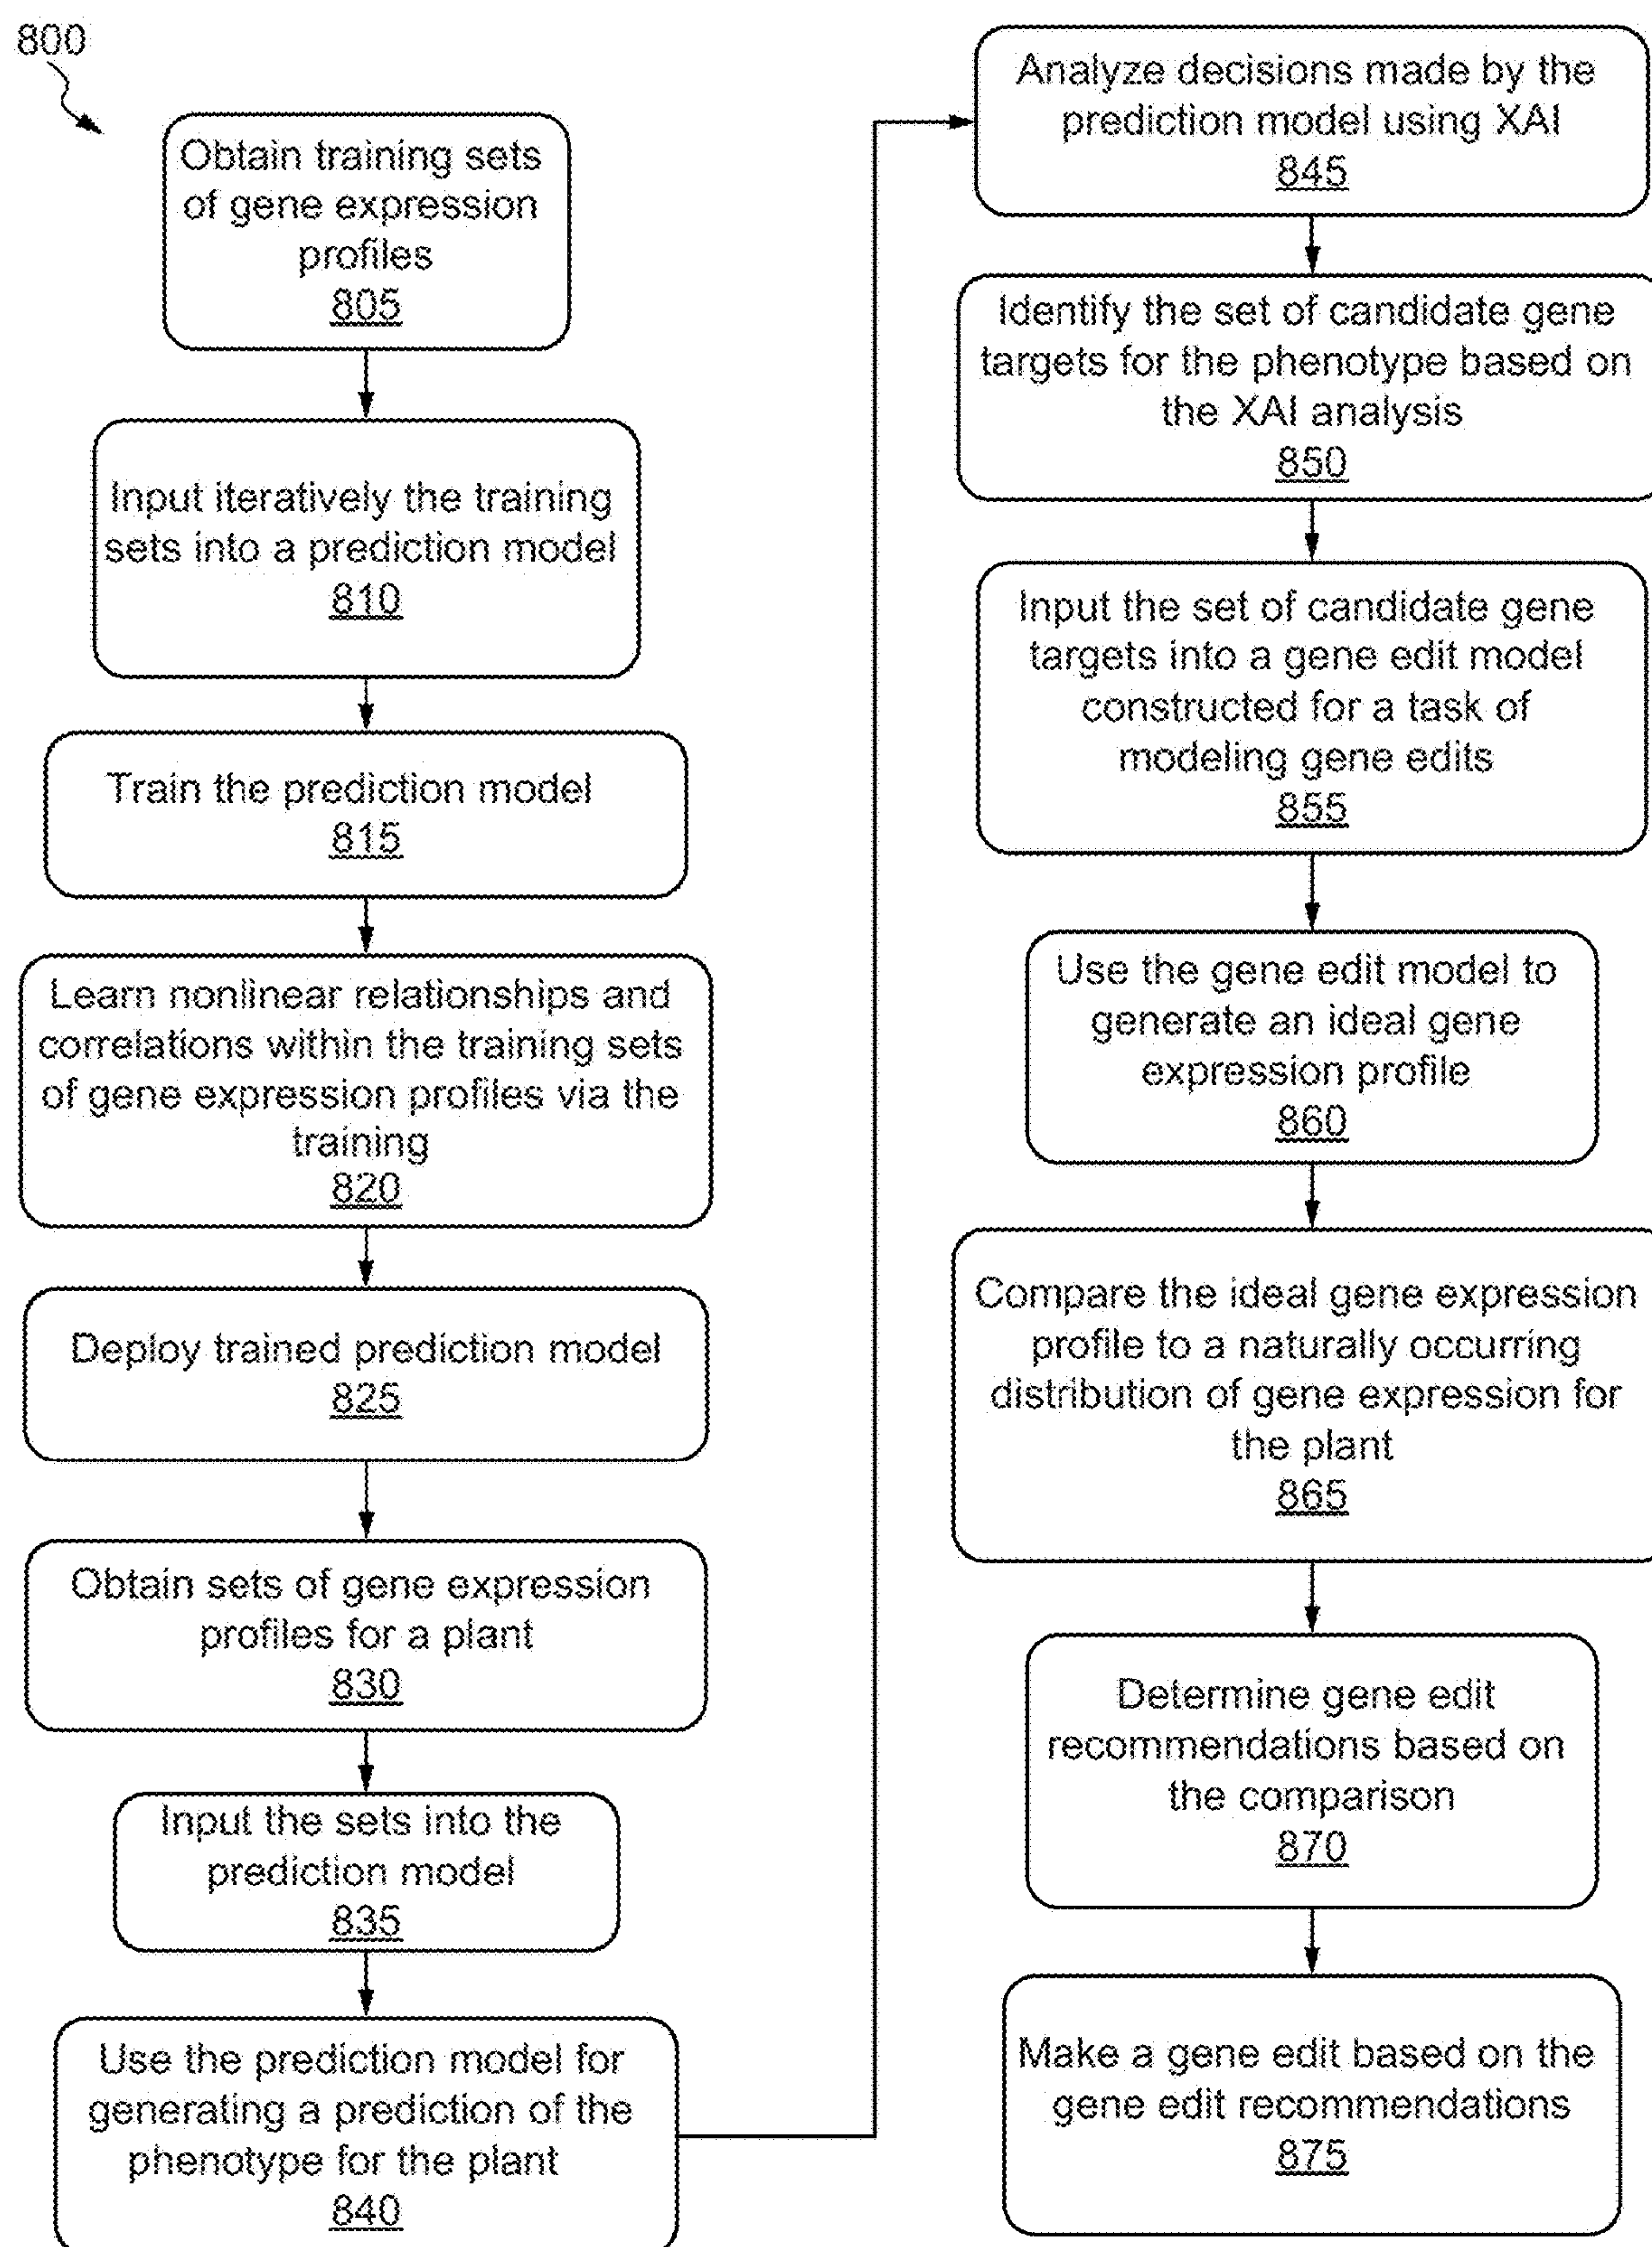 800
Obtain training sets
of gene expression
profiles
805
Input iteratively the training
sets into a prediction model
810
Train the prediction model
815
Learn nonlinear relationships and
correlations within the training sets
of gene expression profiles via the
training
820
Deploy trained prediction model
825
Obtain sets of gene expression
profiles for a plant
830
Input the sets into the
prediction model
835
Use the prediction model for
generating a prediction of the
phenotype for the plant
840
Analyze decisions made by the
prediction model using XAI
845
Identify the set of candidate gene
targets for the phenotype based on
the XAI analysis
850
Input the set of candidate gene
targets into a gene edit model
constructed for a task of
modeling gene edits
855
Use the gene edit model to
generate an ideal gene
expression profile
860
Compare the ideal gene expression
profile to a naturally occurring
distribution of gene expression for
the plant
865
Determine gene edit
recommendations based on
the comparison
870
Make a gene edit based on the
gene edit recommendations
875